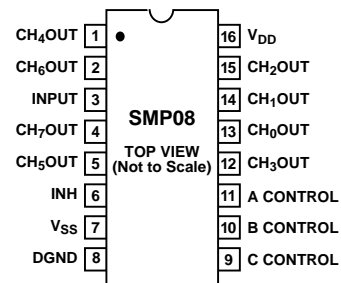 CH4OUT 1 16 VDD
CH6OUT 2 15 CH2OUT
INPUT 3 14 CH1OUT
CH7OUT 4 SMP08 13 CH0OUT
CH5OUT 5 TOP VIEW (Not to Scale) 12 CH3OUT
INH 6 11 A CONTROL
VSS 7 10 B CONTROL
DGND 8 9 C CONTROL